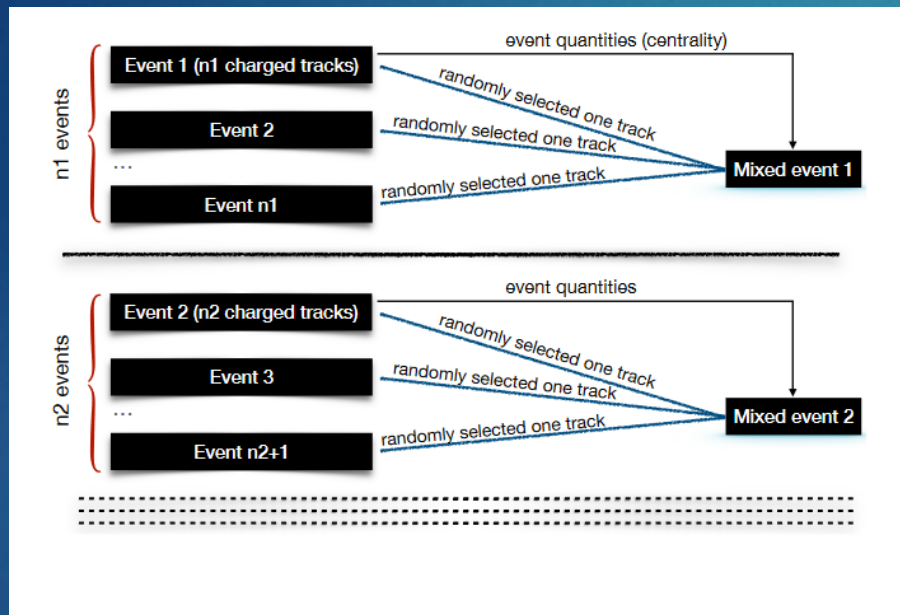 event quantities (centrality)
Event 1 (n1 charged tracks)
randomly selected one track
n1 events
Event 2
randomly selected one track
...
Mixed event 1
Event n1
randomly selected one track
event quantities
Event 2 (n2 charged tracks)
randomly selected one track
n2 events
Event 3
randomly selected one track
...
Mixed event 2
Event n2+1
randomly selected one track